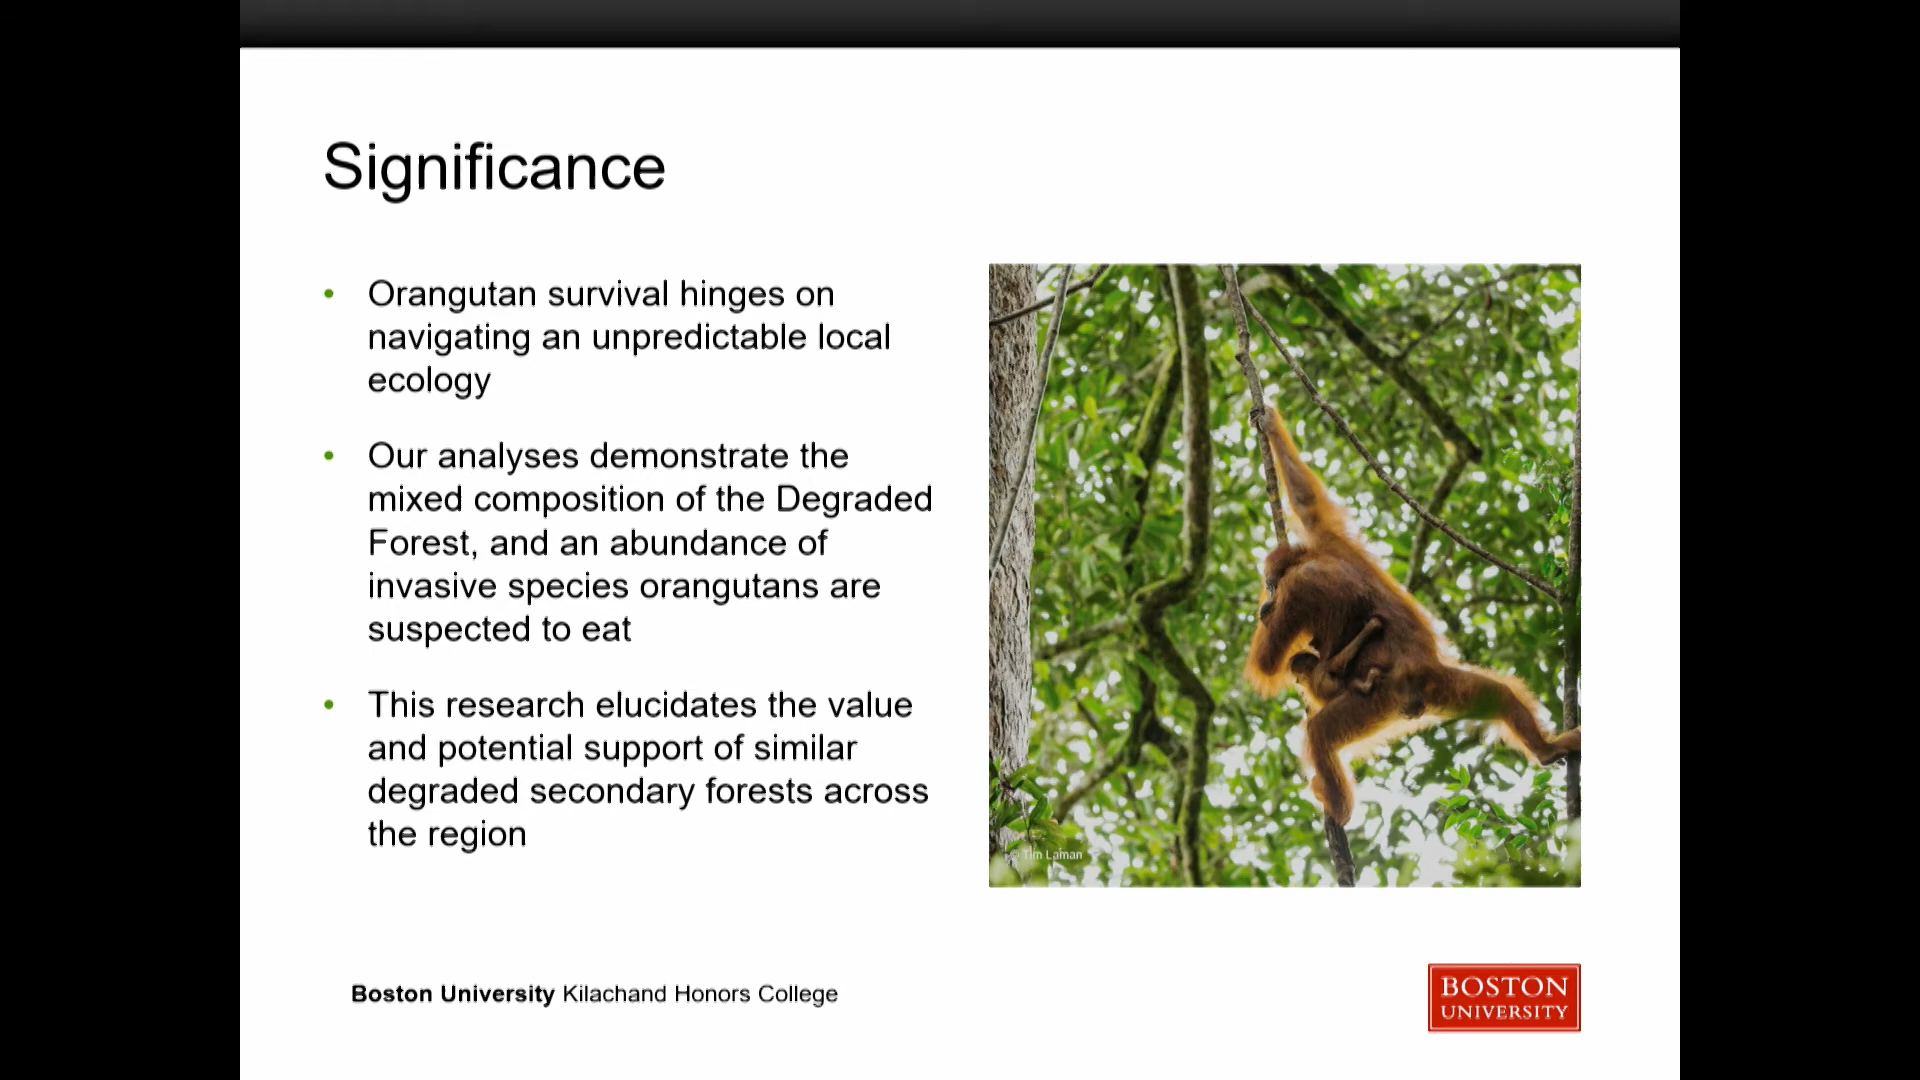 Significance
• Orangutan survival hinges on
navigating an unpredictable local
ecology
• Our analyses demonstrate the
mixed composition of the Degraded
Forest, and an abundance of
invasive species orangutans are
suspected to eat
• This research elucidates the value
and potential support of similar
degraded secondary forests across
the region
© Tim Laman
Boston University Kilachand Honors College
BOSTON
UNIVERSITY